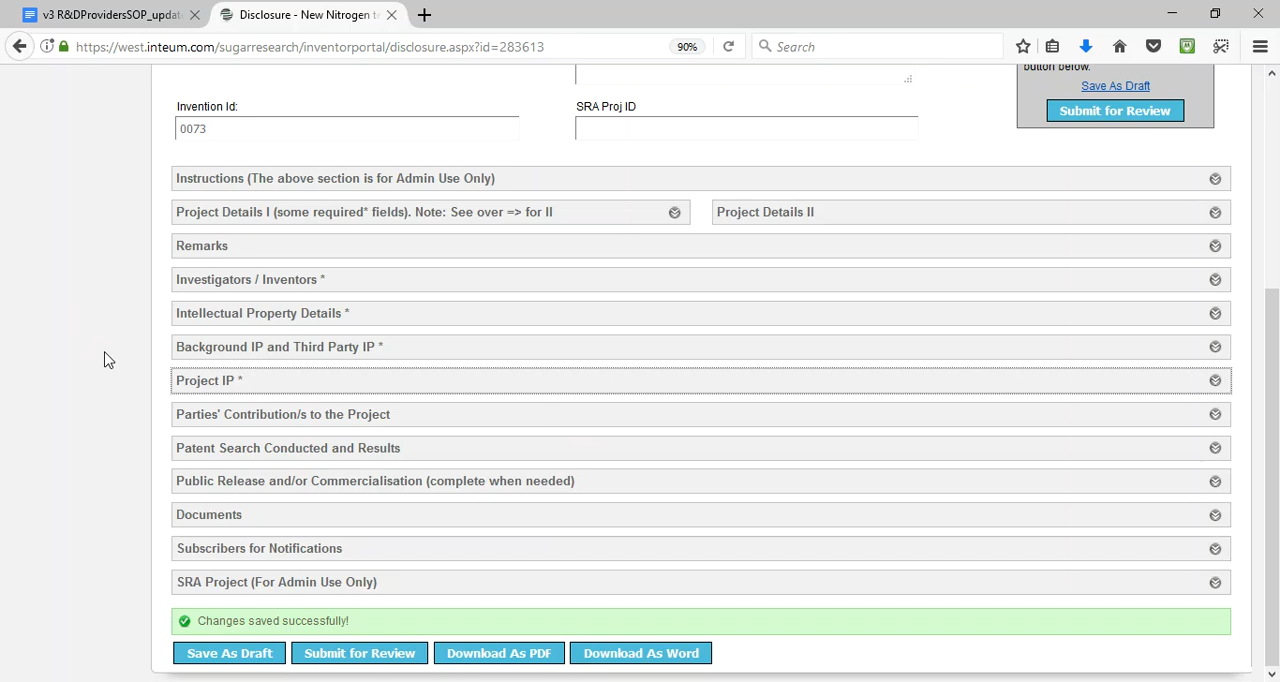 v3 R&DProvidersSOP_updat
Disclosure - New Nitrogen t
https://west.inteum.com/sugarresearch/inventorportal/disclosure.aspx?id=283613
90%
Search
button below.
Save As Draft
Submit for Review
Invention Id:
SRA Proj ID
0073
Instructions (The above section is for Admin Use Only)
Project Details I (some required* fields). Note: See over => for II
Project Details II
Remarks
Investigators / Inventors *
Intellectual Property Details *
Background IP and Third Party IP *
Project IP *
Parties' Contribution/s to the Project
Patent Search Conducted and Results
Public Release and/or Commercialisation (complete when needed)
Documents
Subscribers for Notifications
SRA Project (For Admin Use Only)
Changes saved successfully!
Save As Draft
Submit for Review
Download As PDF
Download As Word